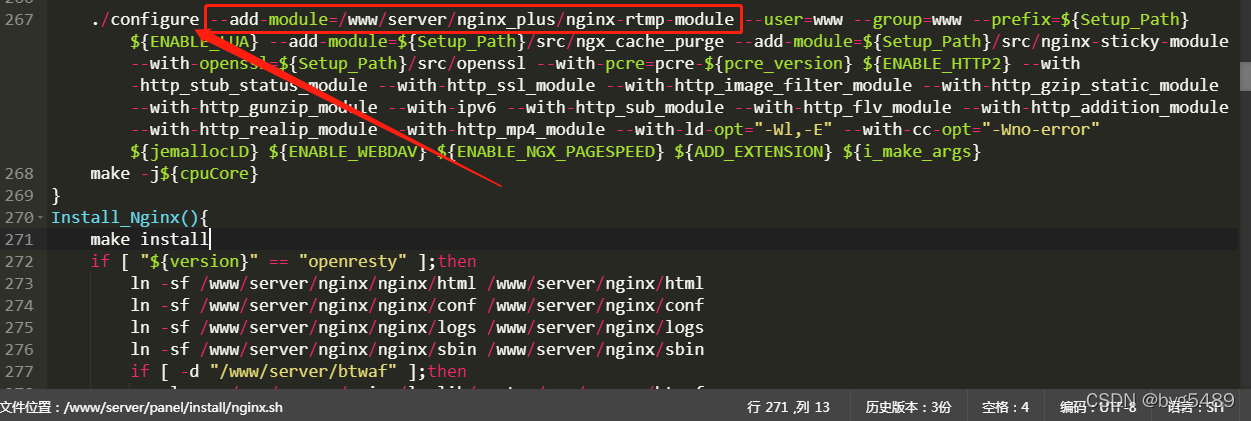 267 ./configure --add-module=/www/server/nginx_plus/nginx-rtmp-module --user=www --group=www --prefix=${Setup_Path}
${ENABLE_LUA} --add-module=${Setup_Path}/src/ngx_cache_purge --add-module=${Setup_Path}/src/nginx-sticky-module
--with-openssl=${Setup_Path}/src/openssl --with-pcre=pcre-${pcre_version} ${ENABLE_HTTP2} --with
-http_stub_status_module --with-http_ssl_module --with-http_image_filter_module --with-http_gzip_static_module
--with-http_gunzip_module --with-ipv6 --with-http_sub_module --with-http_flv_module --with-http_addition_module
--with-http_realip_module --with-http_mp4_module --with-ld-opt="-Wl,-E" --with-cc-opt="-Wno-error"
${jemallocLD} ${ENABLE_WEBDAV} ${ENABLE_NGX_PAGESPEED} ${ADD_EXTENSION} ${i_make_args}
268 make -j${cpuCore}
269 }
270 Install_Nginx(){
271 make install
272 if [ "${version}" == "openresty" ];then
273 ln -sf /www/server/nginx/nginx/html /www/server/nginx/html
274 ln -sf /www/server/nginx/nginx/conf /www/server/nginx/conf
275 ln -sf /www/server/nginx/nginx/logs /www/server/nginx/logs
276 ln -sf /www/server/nginx/nginx/sbin /www/server/nginx/sbin
277 if [ -d "/www/server/btwaf" ];then
文件位置：/www/server/panel/install/nginx.sh 行 271 ,列 13 历史版本：3份 空格：4 编码：UTF-8 语言：SH
CSDN @byg5489